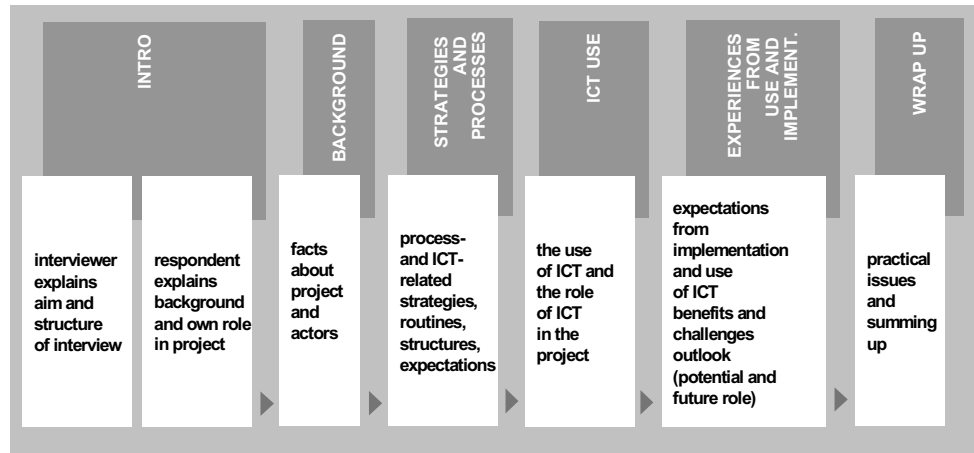 INTRO
interviewer
explains
aim and
structure
of interview
respondent
explains
background
and own role
in project
BACKGROUND
facts
about
project
and
actors
STRATEGIES
AND
PROCESSES
process-
and ICT-
related
strategies,
routines,
structures,
expectations
ICT USE
the use
of ICT and
the role
of ICT
in the
project
EXPERIENCES
FROM
USE AND
IMPLEMENT.
expectations
from
implementation
and use
of ICT
benefits and
challenges
outlook
(potential and
future role)
WRAP UP
practical
issues
and
summing
up